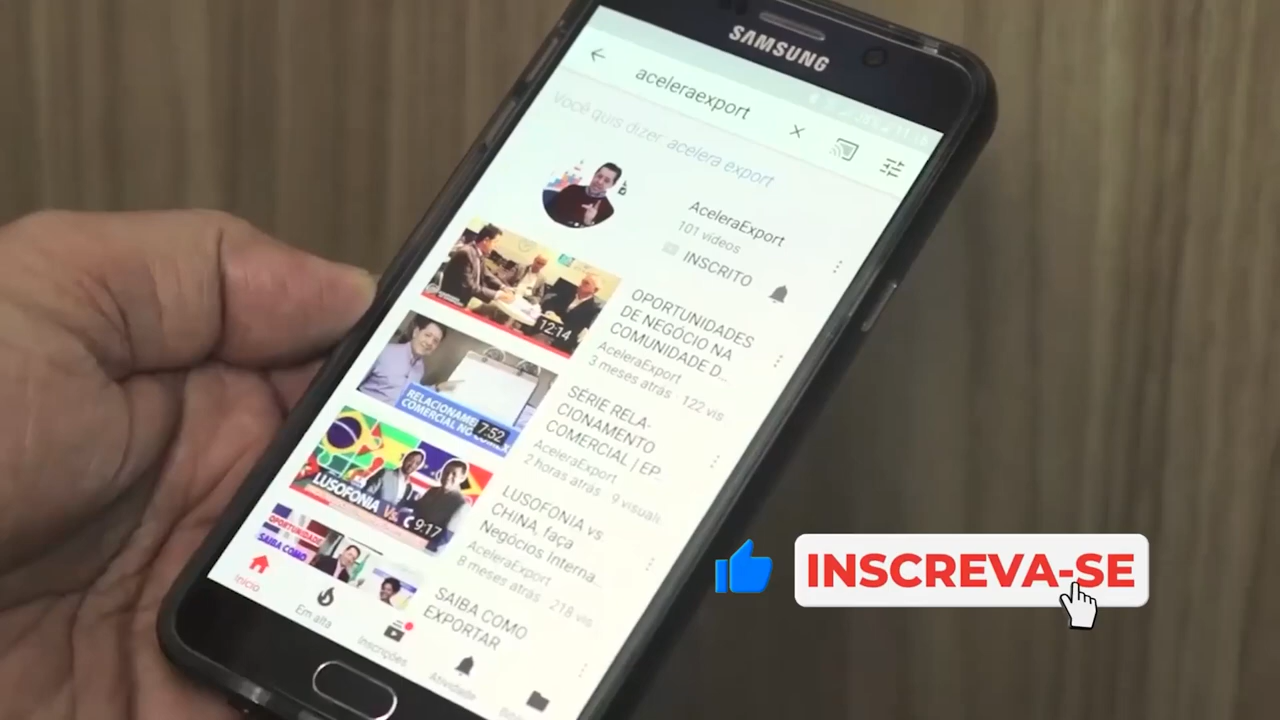 SAMSUNG
aceleraexport
Você quis dizer acelera export
AceleraExport
101 vídeos
INSCRITO
12:14
OPORTUNIDADES
DE NEGÓCIO NA
COMUNIDADE D...
AceleraExport
3 meses atrás · 122 vis
RELACIONAME
COMERCIAL NO COMEX
7:52
SÉRIE RELA-
CIONAMENTO
COMERCIAL | EP...
AceleraExport
2 horas atrás · 9 visuali
LUSOFONIA Vs. C
9:17
LUSOFONIA vs.
CHINA, faça
Negócios Interna...
AceleraExport
8 meses atrás · 218 vis
OPORTUNIDADE
SAIBA COMO
SAIBA COMO
EXPORTAR
Início
Em alta
Inscrições
Atividade
INSCREVA-SE